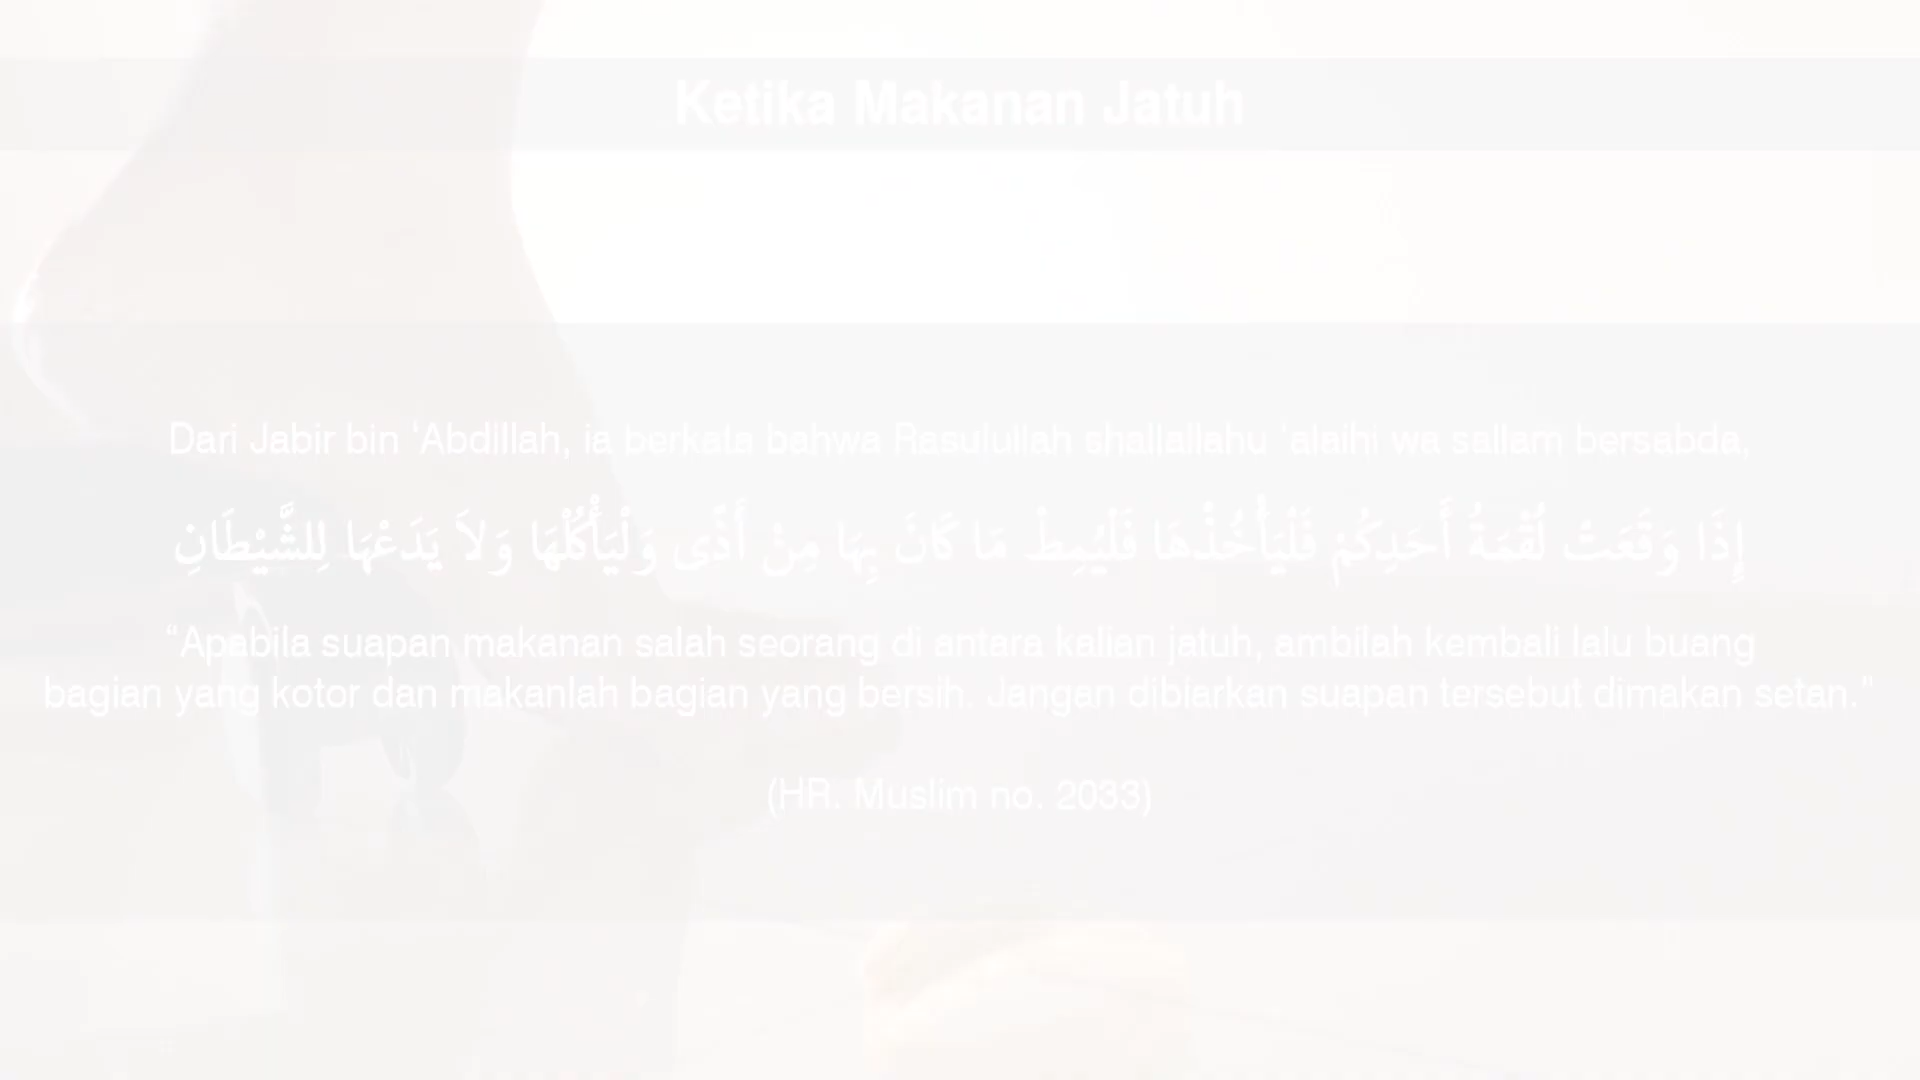 Ketika Makanan Jatuh
Dari Jabir bin ‘Abdillah, ia berkata bahwa Rasulullah shallallahu ‘alaihi wa sallam bersabda,
إِذَا وَقَعَتْ لُقْمَةُ أَحَدِكُمْ فَلْيَأْخُذْهَا فَلْيُمِطْ مَا كَانَ بِهَا مِنْ أَذًى وَلْيَأْكُلْهَا وَلاَ يَدَعْهَا لِلشَّيْطَانِ
“Apabila suapan makanan salah seorang di antara kalian jatuh, ambilah kembali lalu buang
bagian yang kotor dan makanlah bagian yang bersih. Jangan dibiarkan suapan tersebut dimakan setan.”
(HR. Muslim no. 2033)